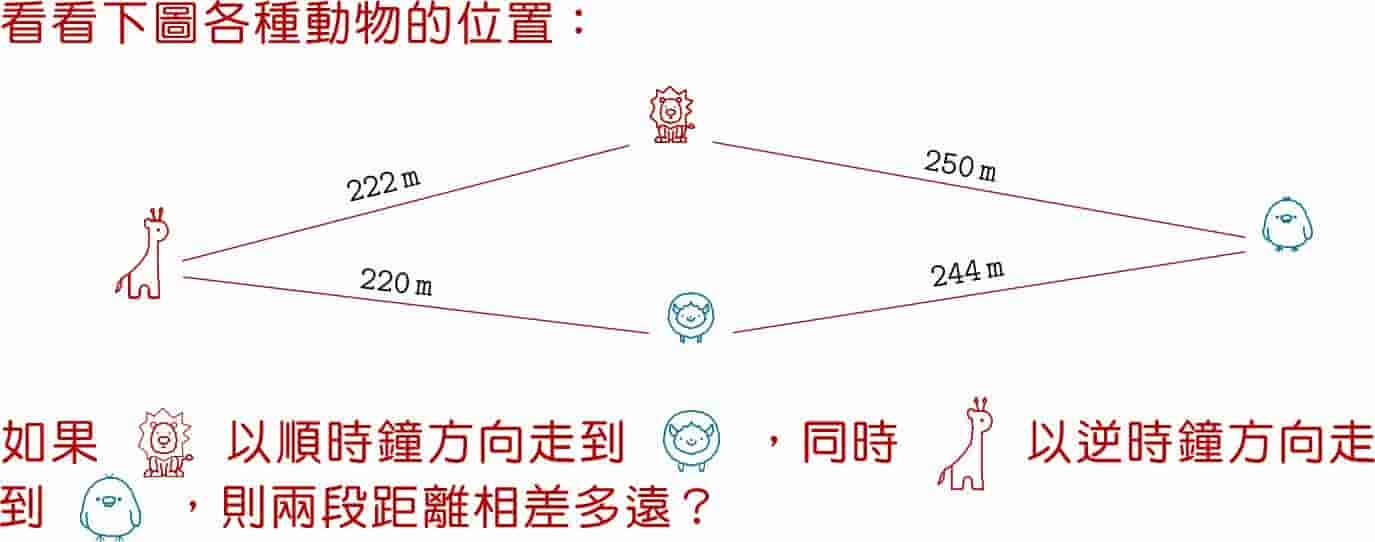 看看下圖各種動物的位置：
222 m
250 m
220 m
244 m
如果 以順時鐘方向走到 ，同時 以逆時鐘方向走
到 ，則兩段距離相差多遠？